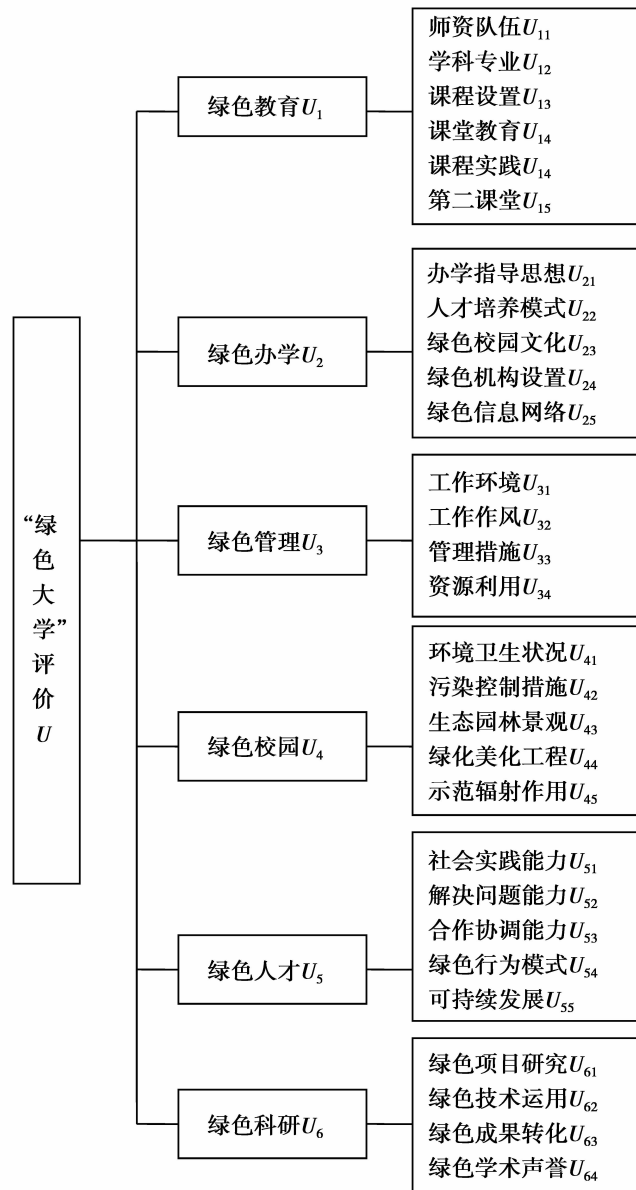 “绿色大学”评价U
绿色教育U₁
师资队伍U₁₁
学科专业U₁₂
课程设置U₁₃
课堂教育U₁₄
课程实践U₁₄
第二课堂U₁₅
绿色办学U₂
办学指导思想U₂₁
人才培养模式U₂₂
绿色校园文化U₂₃
绿色机构设置U₂₄
绿色信息网络U₂₅
绿色管理U₃
工作环境U₃₁
工作作风U₃₂
管理措施U₃₃
资源利用U₃₄
绿色校园U₄
环境卫生状况U₄₁
污染控制措施U₄₂
生态园林景观U₄₃
绿化美化工程U₄₄
示范辐射作用U₄₅
绿色人才U₅
社会实践能力U₅₁
解决问题能力U₅₂
合作协调能力U₅₃
绿色行为模式U₅₄
可持续发展U₅₅
绿色科研U₆
绿色项目研究U₆₁
绿色技术运用U₆₂
绿色成果转化U₆₃
绿色学术声誉U₆₄